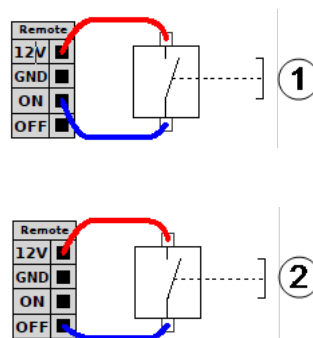 Remote
12V
GND
ON
OFF
1
Remote
12V
GND
ON
OFF
2